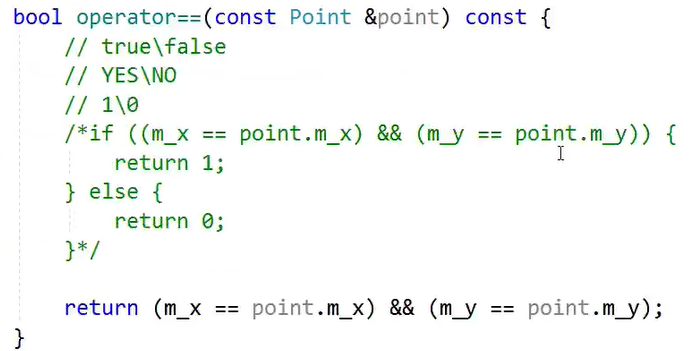 bool operator==(const Point &point) const {
// true\false
// YES\NO
// 1\0
/*if ((m_x == point.m_x) && (m_y == point.m_y)) {
return 1;
} else {
return 0;
}*/
return (m_x == point.m_x) && (m_y == point.m_y);
}